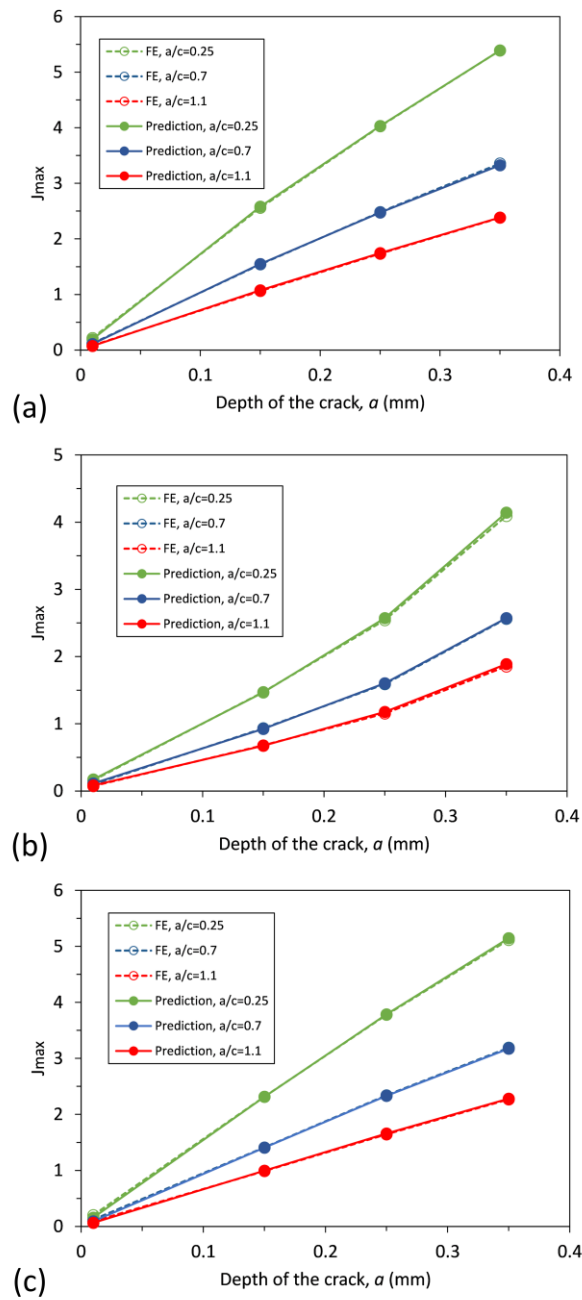 6
5
4
3
2
1
0
Jmax
FE, a/c=0.25
FE, a/c=0.7
FE, a/c=1.1
Prediction, a/c=0.25
Prediction, a/c=0.7
Prediction, a/c=1.1
0 0.1 0.2 0.3 0.4
Depth of the crack, a (mm)
(a)
5
4
3
2
1
0
Jmax
FE, a/c=0.25
FE, a/c=0.7
FE, a/c=1.1
Prediction, a/c=0.25
Prediction, a/c=0.7
Prediction, a/c=1.1
0 0.1 0.2 0.3 0.4
Depth of the crack, a (mm)
(b)
6
5
4
3
2
1
0
Jmax
FE, a/c=0.25
FE, a/c=0.7
FE, a/c=1.1
Prediction, a/c=0.25
Prediction, a/c=0.7
Prediction, a/c=1.1
0 0.1 0.2 0.3 0.4
Depth of the crack, a (mm)
(c)